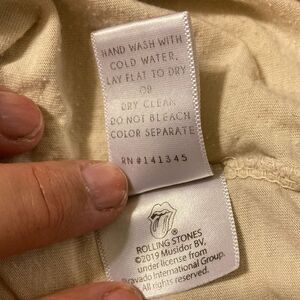 HAND WASH WITH
COLD WATER,
LAY FLAT TO DRY
OR
DRY CLEAN
DO NOT BLEACH
COLOR SEPARATE
RN#141345
ROLLING STONES
©2019 Musidor BV,
under license from
Bravado International Group.
All rights reserved.